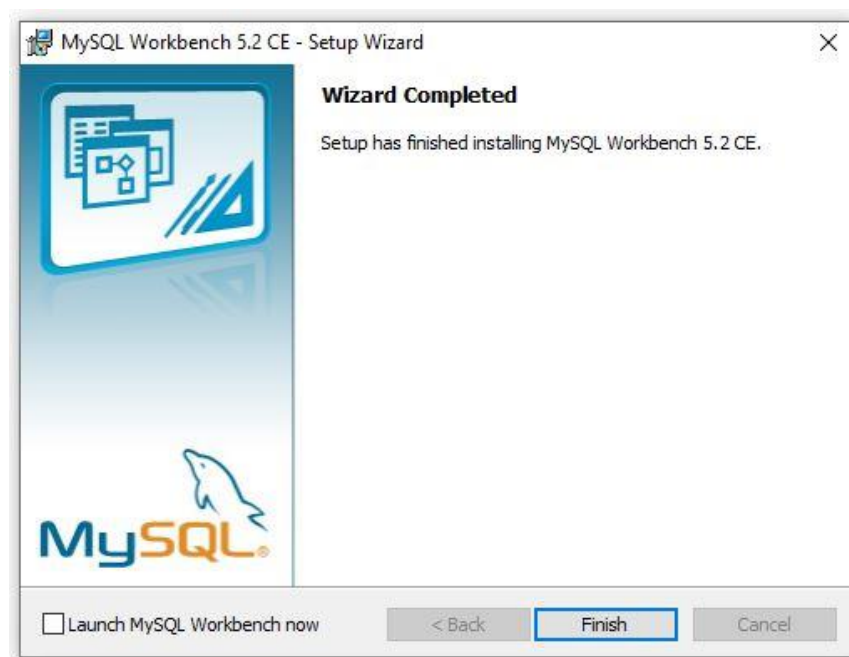 MySQL Workbench 5.2 CE - Setup Wizard
Wizard Completed
Setup has finished installing MySQL Workbench 5.2 CE.
MySQL®
Launch MySQL Workbench now
< Back
Finish
Cancel